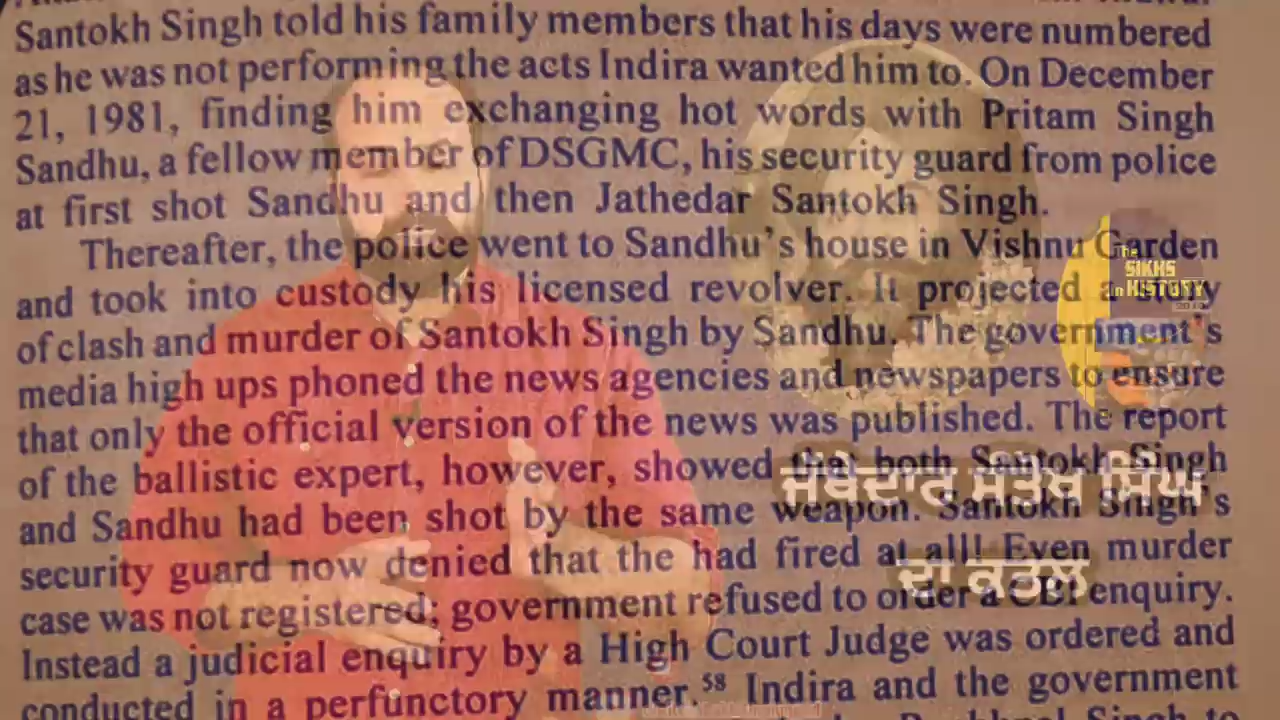 Santokh Singh told his family members that his days were numbered
as he was not performing the acts Indira wanted him to. On December
21, 1981, finding him exchanging hot words with Pritam Singh
Sandhu, a fellow member of DSGMC, his security guard from police
at first shot Sandhu and then Jathedar Santokh Singh.
Thereafter, the police went to Sandhu's house in Vishnu Garden
and took into custody his licensed revolver. It projected a story
of clash and murder of Santokh Singh by Sandhu. The government's
media high ups phoned the news agencies and newspapers to ensure
that only the official version of the news was published. The report
of the ballistic expert, however, showed that both Santokh Singh
and Sandhu had been shot by the same weapon. Santokh Singh's
security guard now denied that the had fired at all! Even murder
case was not registered; government refused to order a CBI enquiry.
Instead a judicial enquiry by a High Court Judge was ordered and
conducted in a perfunctory manner.⁵⁸ Indira and the government
Singh to
The
SIKHS
in HISTORY
ਜਥੇਦਾਰ ਸੰਤੋਖ ਸਿੰਘ
ਦਾ ਕਤਲ